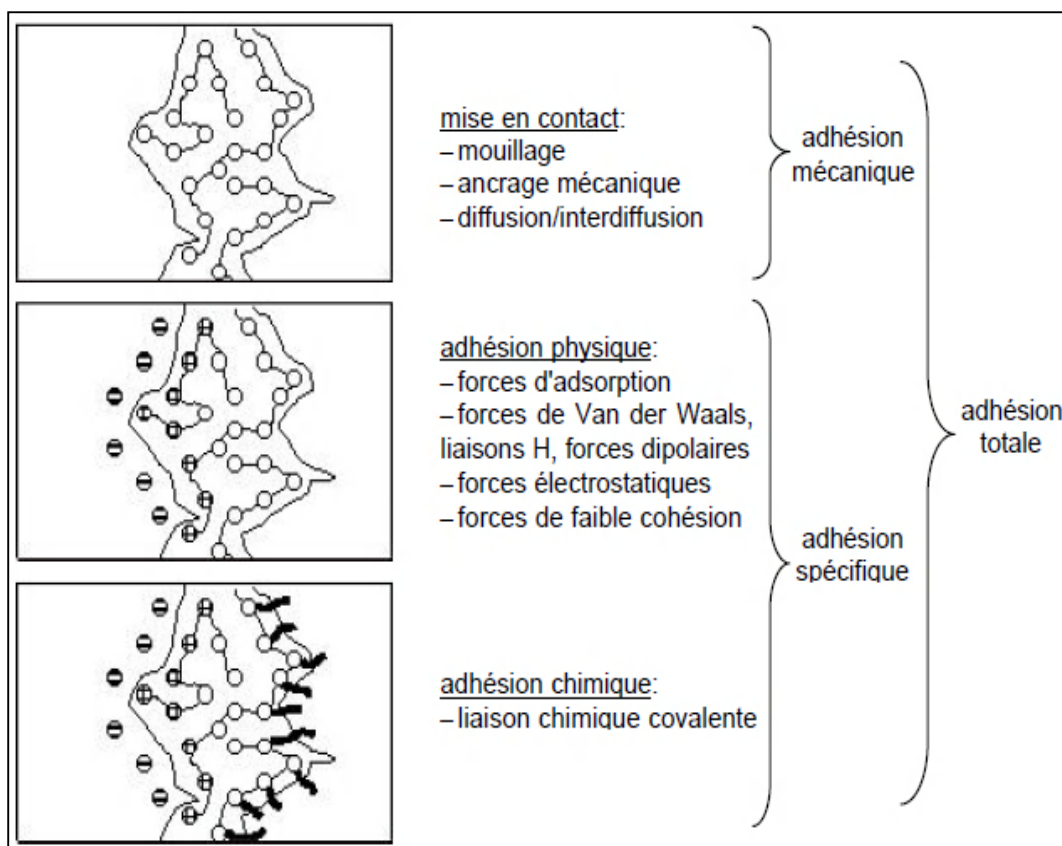 mise en contact:
–mouillage
–ancrage mécanique
–diffusion/interdiffusion
adhésion
mécanique
adhésion physique:
–forces d'adsorption
–forces de Van der Waals,
liaisons H, forces dipolaires
–forces électrostatiques
–forces de faible cohésion
adhésion chimique:
–liaison chimique covalente
adhésion
spécifique
adhésion
totale